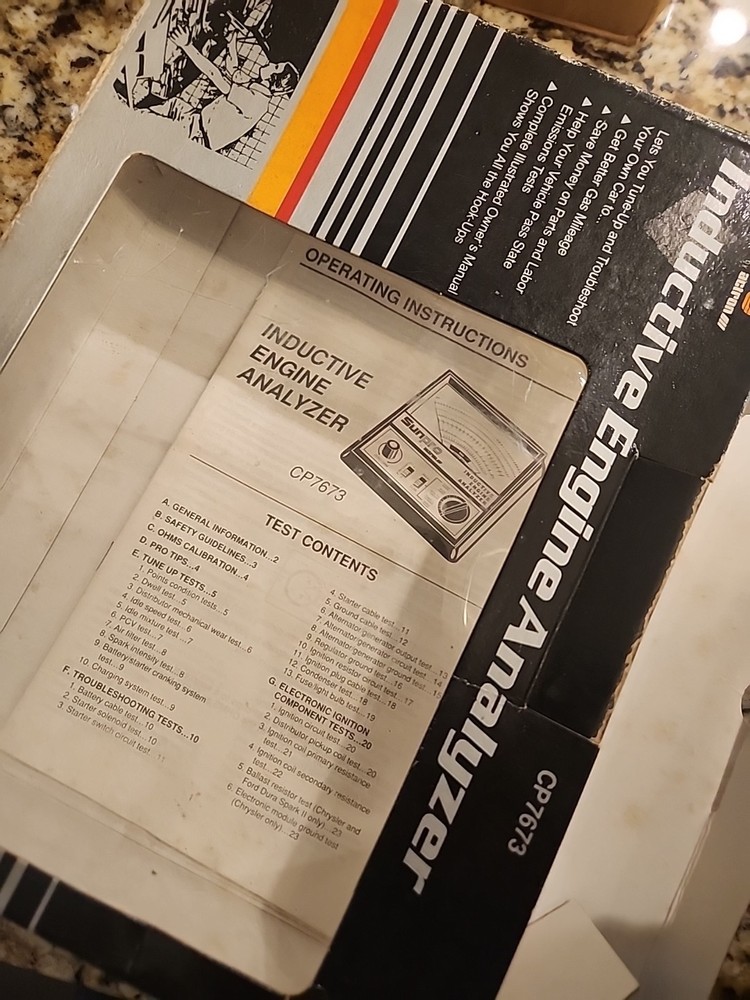 actron
Inductive Engine Analyzer
CP7673
Lets You Tune-Up and Troubleshoot
Your Own Car to...
▲ Get Better Gas Mileage
▲ Save Money on Parts and Labor
▲ Help Your Vehicle Pass State
Emissions Tests
▲ Complete Illustrated Owner's Manual
Shows You All the Hook-Ups
OPERATING INSTRUCTIONS
INDUCTIVE
ENGINE
ANALYZER
CP7673
Sunpro
INDUCTIVE
ENGINE
ANALYZER
TEST CONTENTS
A. GENERAL INFORMATION...2
B. SAFETY GUIDELINES...3
C. OHMS CALIBRATION...4
D. PRO TIPS...4
E. TUNE UP TESTS...5
1. Points condition tests...5
2. Dwell test...5
3. Distributor mechanical wear test...6
4. Idle speed test...6
5. Idle mixture test...7
6. PCV test...7
7. Air filter test...8
8. Spark intensity test...8
9. Battery/starter cranking system
test...9
10. Charging system test...9
F. TROUBLESHOOTING TESTS...10
1. Battery cable test...10
2. Starter solenoid test...10
3. Starter switch circuit test...11
4. Starter cable test...11
5. Ground cable test...12
6. Alternator/generator output test...13
7. Alternator/generator circuit test...14
8. Alternator/generator ground test...15
9. Regulator ground test...16
10. Ignition resistor circuit test...17
11. Ignition plug cable test...18
12. Condenser test...18
13. Fuse/light bulb test...19
G. ELECTRONIC IGNITION
COMPONENT TESTS...20
1. Ignition circuit test...20
2. Distributor pickup coil test...20
3. Ignition coil primary resistance
test...21
4. Ignition coil secondary resistance
test...22
5. Ballast resistor test (Chrysler and
Ford Dura Spark II only)...23
6. Electronic module ground test
(Chrysler only)...23